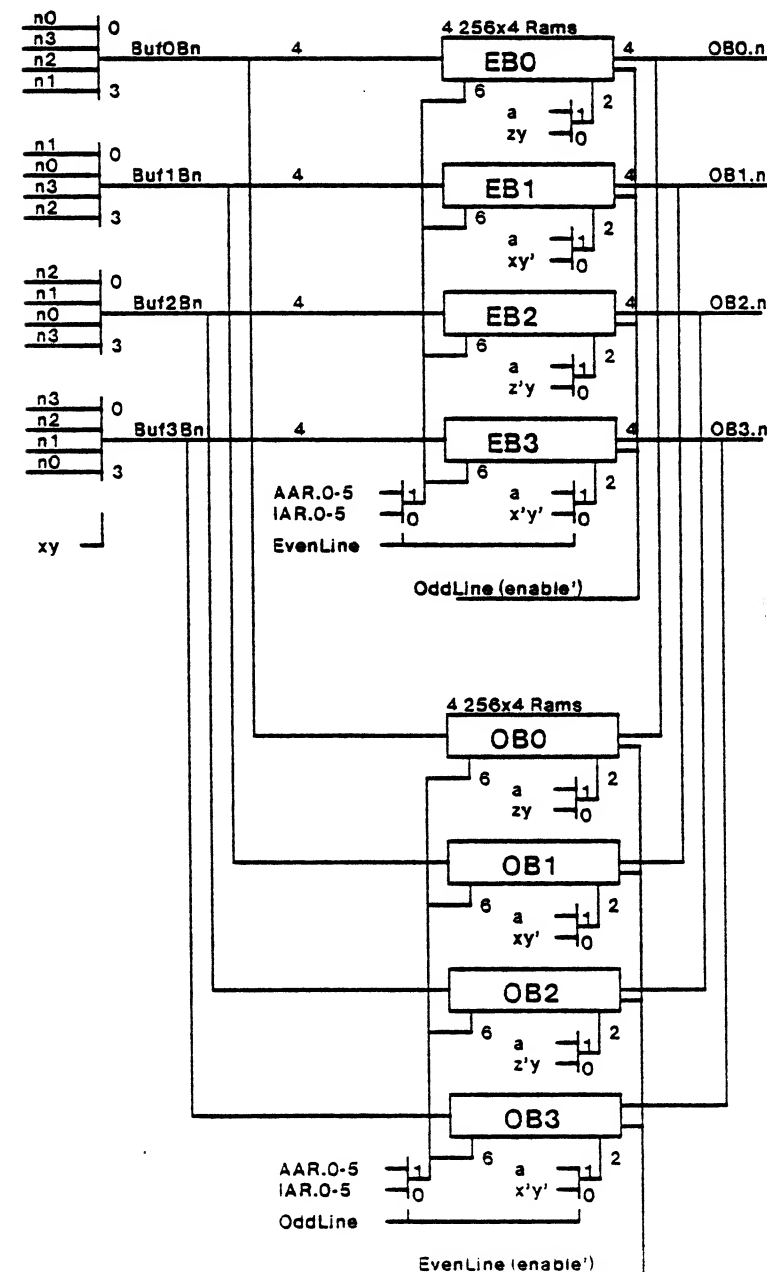 n0
0
n3
n2
n1
3
Buf0Bn
4
4 256x4 Rams
EB0
4
OB0.n
6
2
a
1
zy
0
n1
0
n0
n3
n2
3
Buf1Bn
4
EB1
4
OB1.n
6
2
a
1
xy'
0
n2
0
n1
n0
n3
3
Buf2Bn
4
EB2
4
OB2.n
6
2
a
1
z'y
0
n3
0
n2
n1
n0
3
Buf3Bn
4
EB3
4
OB3.n
6
2
AAR.0-5
1
IAR.0-5
0
a
1
x'y'
0
xy
EvenLine
OddLine (enable')
4 256x4 Rams
OB0
6
2
a
1
zy
0
OB1
6
2
a
1
xy'
0
OB2
6
2
a
1
z'y
0
OB3
6
2
AAR.0-5
1
IAR.0-5
0
a
1
x'y'
0
OddLine
EvenLine (enable')